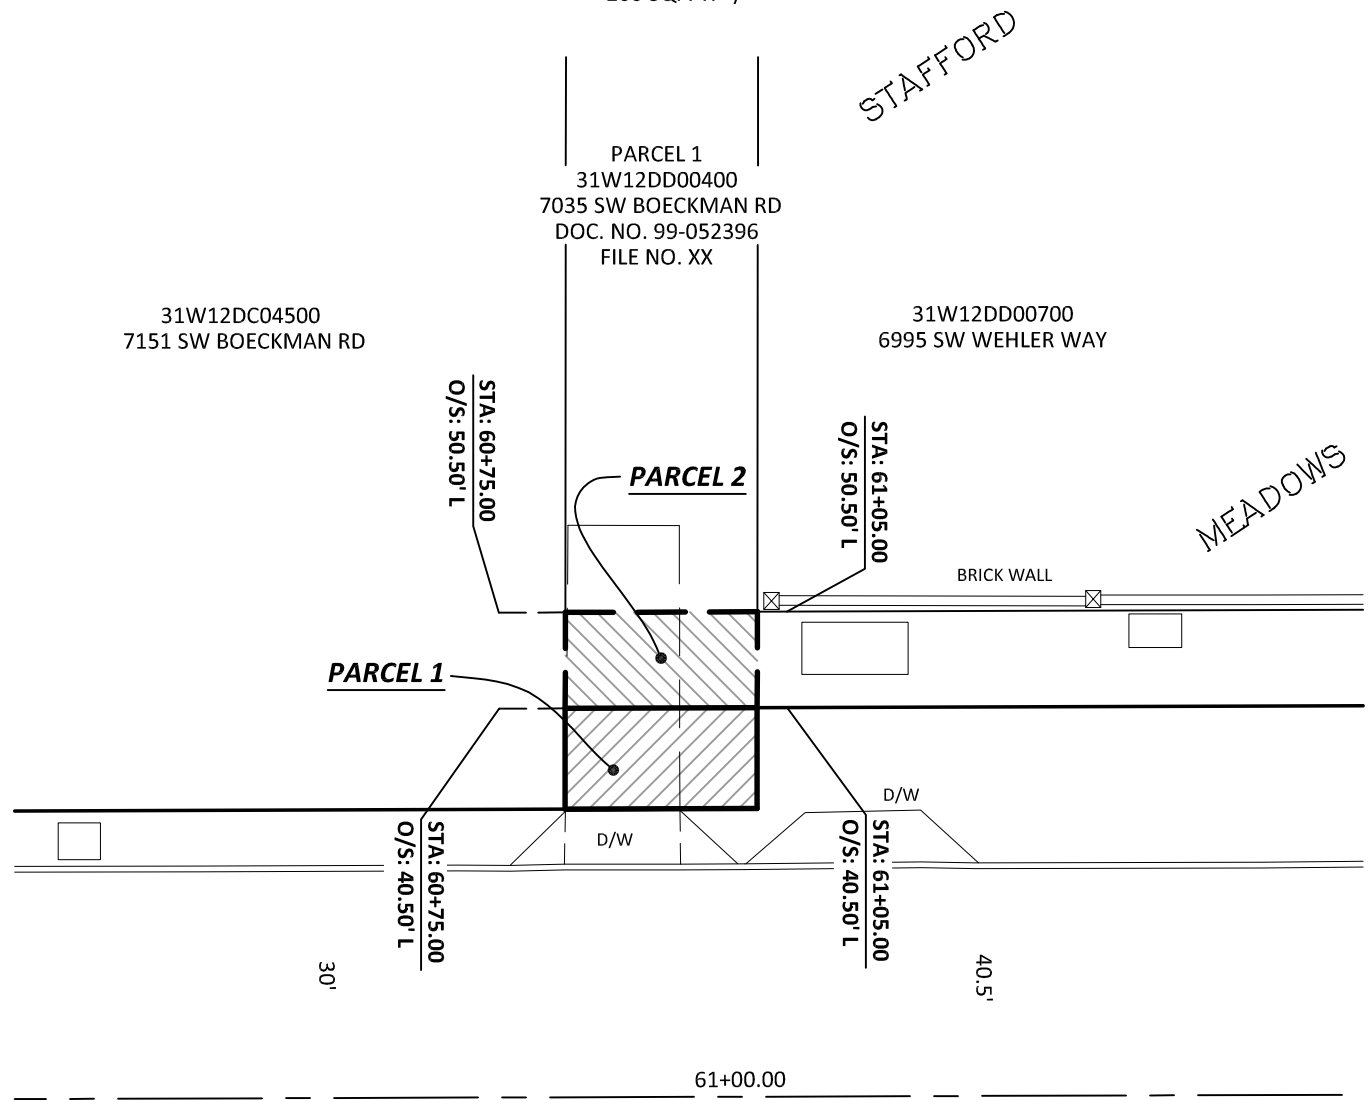 STAFFORD
PARCEL 1
31W12DD00400
7035 SW BOECKMAN RD
DOC. NO. 99-052396
FILE NO. XX
31W12DC04500
7151 SW BOECKMAN RD
31W12DD00700
6995 SW WEHLER WAY
STA: 60+75.00
O/S: 50.50' L
STA: 61+05.00
O/S: 50.50' L
PARCEL 2
MEADOWS
BRICK WALL
PARCEL 1
D/W
D/W
STA: 60+75.00
O/S: 40.50' L
STA: 61+05.00
O/S: 40.50' L
30'
40.5'
61+00.00